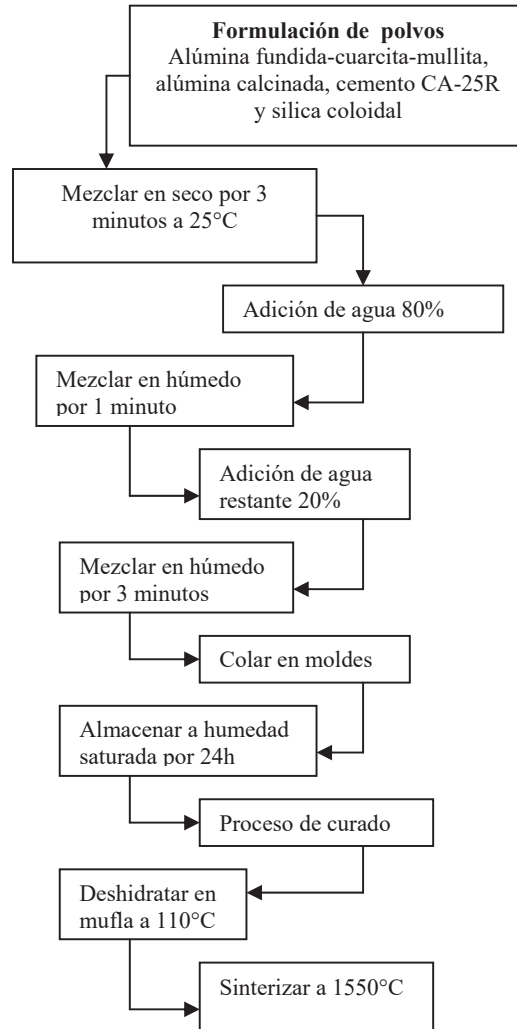 Formulación de polvos
Alúmina fundida-cuarcita-mullita,
alúmina calcinada, cemento CA-25R
y silica coloidal
Mezclar en seco por 3
minutos a 25°C
Adición de agua 80%
Mezclar en húmedo
por 1 minuto
Adición de agua
restante 20%
Mezclar en húmedo
por 3 minutos
Colar en moldes
Almacenar a humedad
saturada por 24h
Proceso de curado
Deshidratar en
mufla a 110°C
Sinterizar a 1550°C